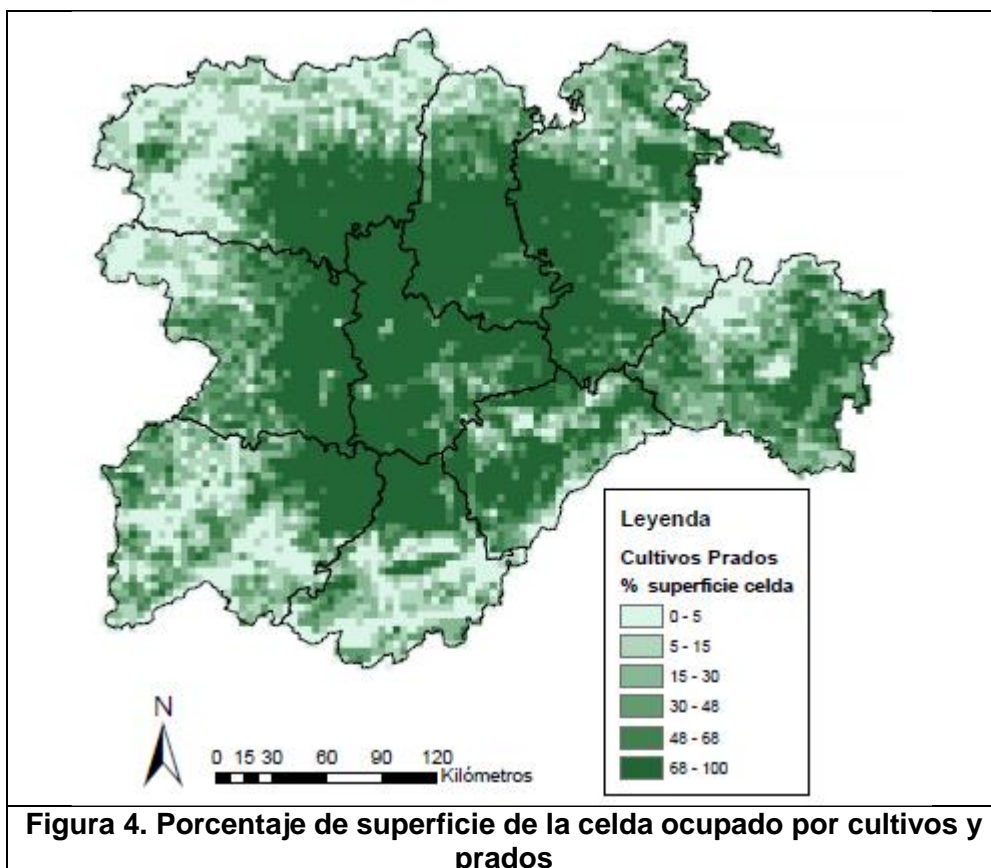 Leyenda
Cultivos Prados
% superficie celda
0 - 5
5 - 15
15 - 30
30 - 48
48 - 68
68 - 100
N
0 15 30 60 90 120
Kilómetros
Figura 4. Porcentaje de superficie de la celda ocupado por cultivos y
prados